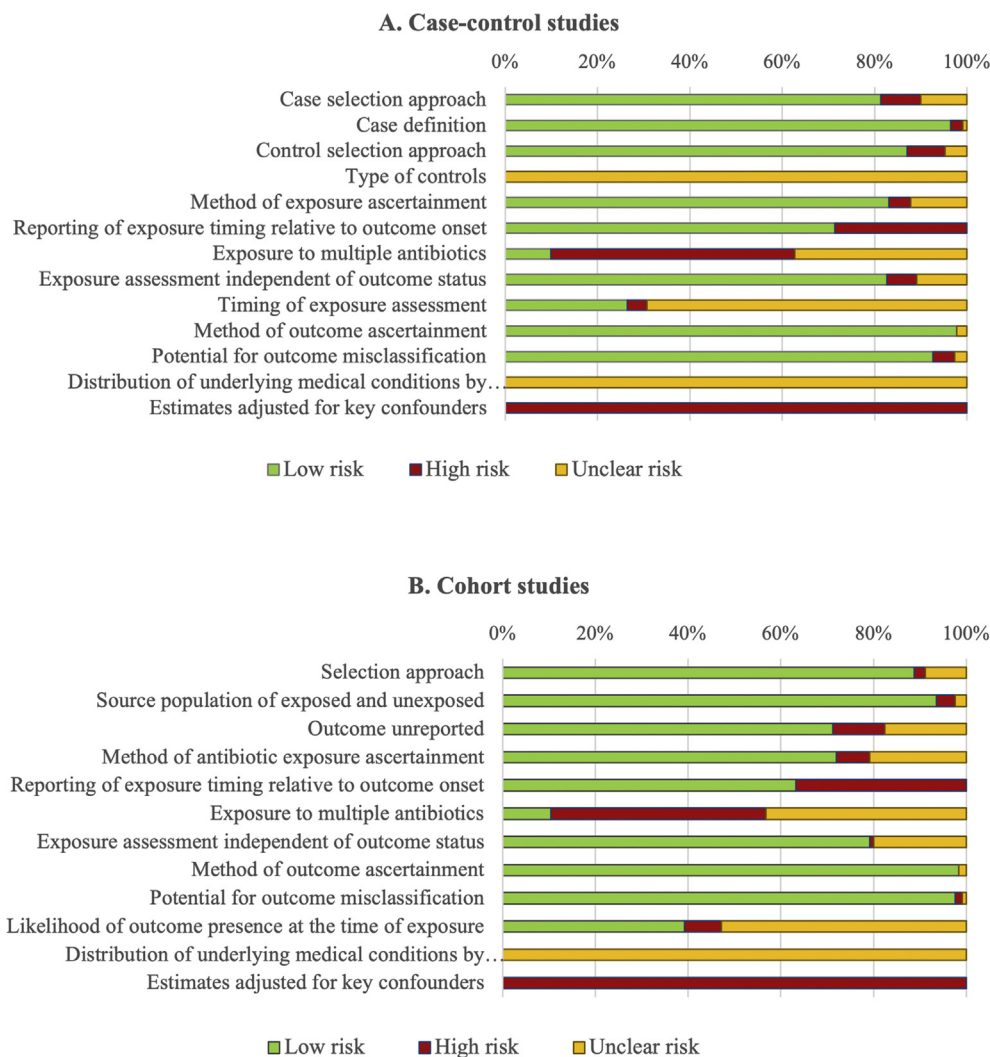 A. Case-control studies
0% 20% 40% 60% 80% 100%
Case selection approach
Case definition
Control selection approach
Type of controls
Method of exposure ascertainment
Reporting of exposure timing relative to outcome onset
Exposure to multiple antibiotics
Exposure assessment independent of outcome status
Timing of exposure assessment
Method of outcome ascertainment
Potential for outcome misclassification
Distribution of underlying medical conditions by…
Estimates adjusted for key confounders
Low risk High risk Unclear risk
B. Cohort studies
0% 20% 40% 60% 80% 100%
Selection approach
Source population of exposed and unexposed
Outcome unreported
Method of antibiotic exposure ascertainment
Reporting of exposure timing relative to outcome onset
Exposure to multiple antibiotics
Exposure assessment independent of outcome status
Method of outcome ascertainment
Potential for outcome misclassification
Likelihood of outcome presence at the time of exposure
Distribution of underlying medical conditions by…
Estimates adjusted for key confounders
Low risk High risk Unclear risk